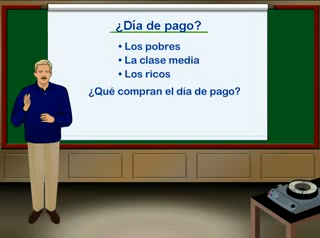 ¿Día de pago?
• Los pobres
• La clase media
• Los ricos
¿Qué compran el día de pago?